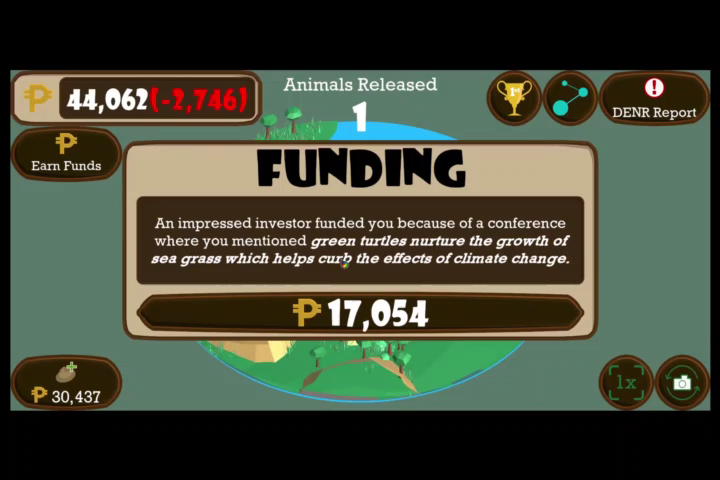 ₱ 44,062(-2,746)
Animals Released
1
1st
DENR Report
₱
Earn Funds
FUNDING
An impressed investor funded you because of a conference
where you mentioned green turtles nurture the growth of
sea grass which helps curb the effects of climate change.
₱ 17,054
₱ 30,437
1x